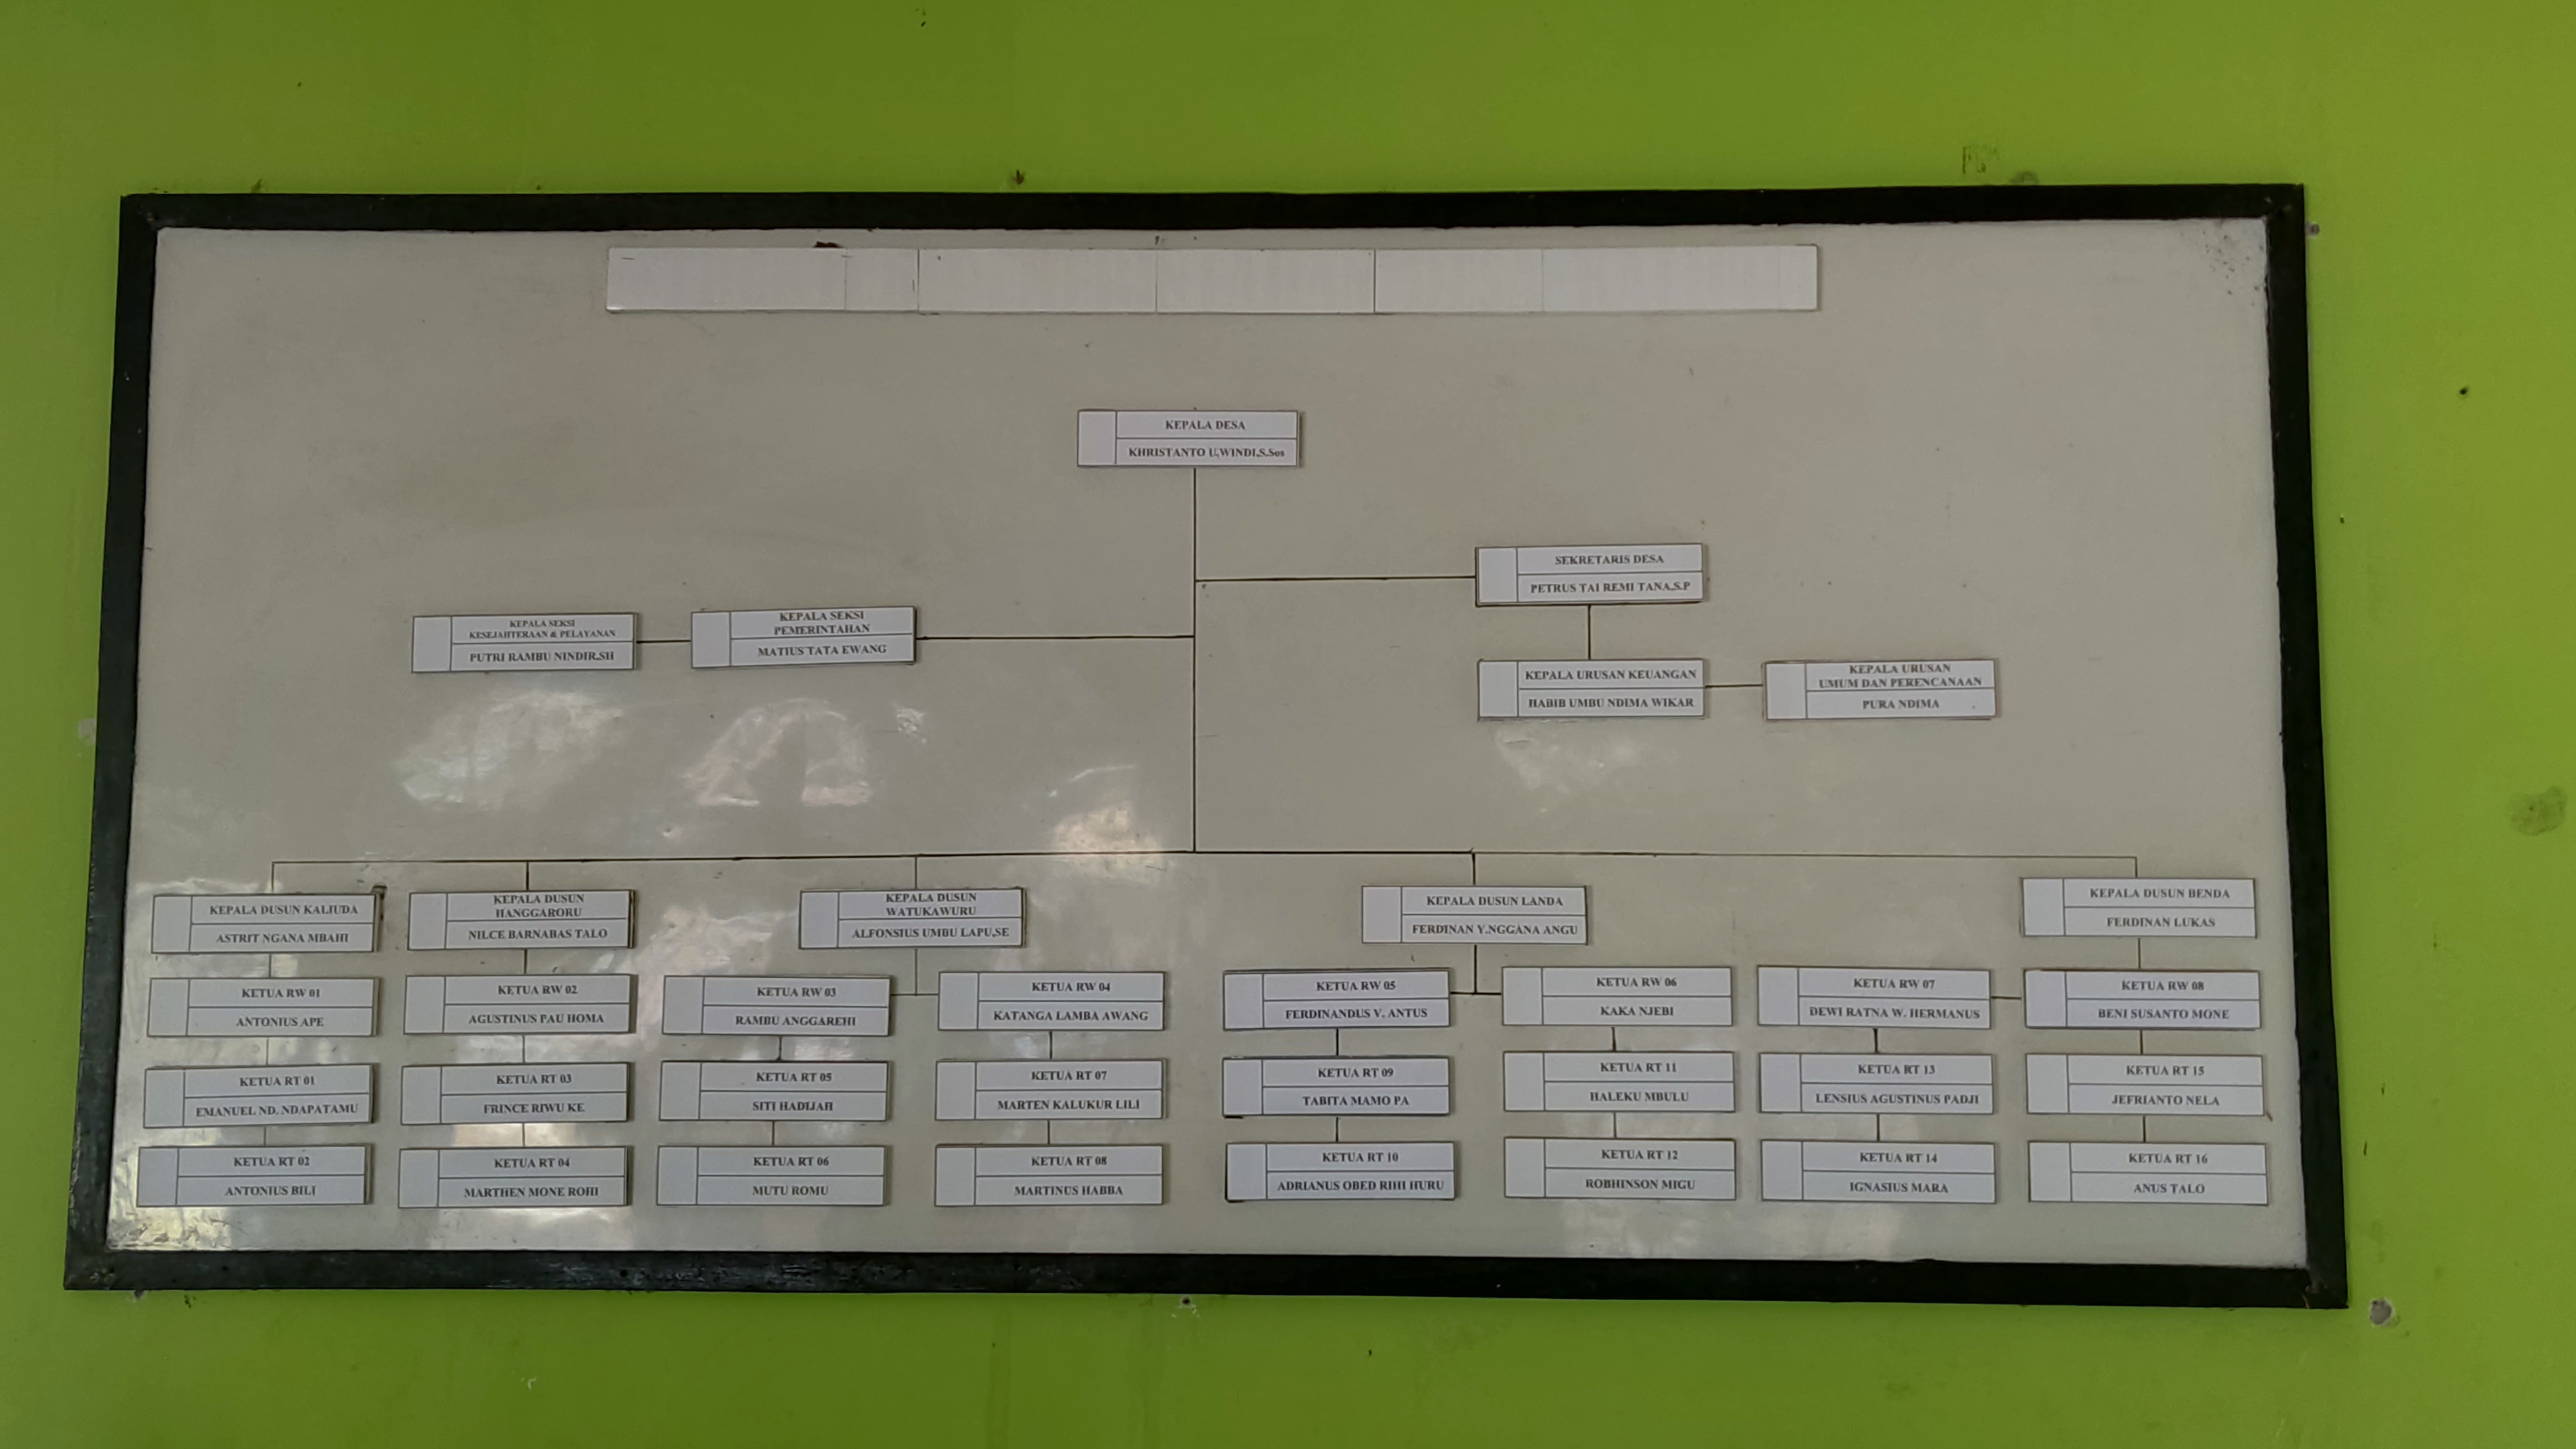 KEPALA DESA
KHRISTANTO U,WINDI,S.Sos
SEKRETARIS DESA
PETRUS TAI REMI TANA,S.P
KEPALA SEKSI
KESEJAHTERAAN & PELAYANAN
PUTRI RAMBU NINDIR,SH
KEPALA SEKSI
PEMERINTAHAN
MATIUS TATA EWANG
KEPALA URUSAN KEUANGAN
HABIB UMBU NDIMA WIKAR
KEPALA URUSAN
UMUM DAN PERENCANAAN
PURA NDIMA
KEPALA DUSUN KALIUDA
ASTRIT NGANA MBAHI
KEPALA DUSUN
HANGGARORU
NILCE BARNABAS TALO
KEPALA DUSUN
WATUKAWURU
ALFONSIUS UMBU LAPU,SE
KEPALA DUSUN LANDA
FERDINAN Y.NGGANA ANGU
KEPALA DUSUN BENDA
FERDINAN LUKAS
KETUA RW 01
ANTONIUS APE
KETUA RW 02
AGUSTINUS PAU HOMA
KETUA RW 03
RAMBU ANGGAREHI
KETUA RW 04
KATANGA LAMBA AWANG
KETUA RW 05
FERDINANDUS V. ANTUS
KETUA RW 06
KAKA NJEBI
KETUA RW 07
DEWI RATNA W. HERMANUS
KETUA RW 08
BENI SUSANTO MONE
KETUA RT 01
EMANUEL ND. NDAPATAMU
KETUA RT 03
FRINCE RIWU KE
KETUA RT 05
SITI HADIJAH
KETUA RT 07
MARTEN KALUKUR LILI
KETUA RT 09
TABITA MAMO PA
KETUA RT 11
HALEKU MBULU
KETUA RT 13
LENSIUS AGUSTINUS PADJI
KETUA RT 15
JEFRIANTO NELA
KETUA RT 02
ANTONIUS BILI
KETUA RT 04
MARTHEN MONE ROHI
KETUA RT 06
MUTU ROMU
KETUA RT 08
MARTINUS HABBA
KETUA RT 10
ADRIANUS OBED RIHI HURU
KETUA RT 12
ROBHINSON MIGU
KETUA RT 14
IGNASIUS MARA
KETUA RT 16
ANUS TALO